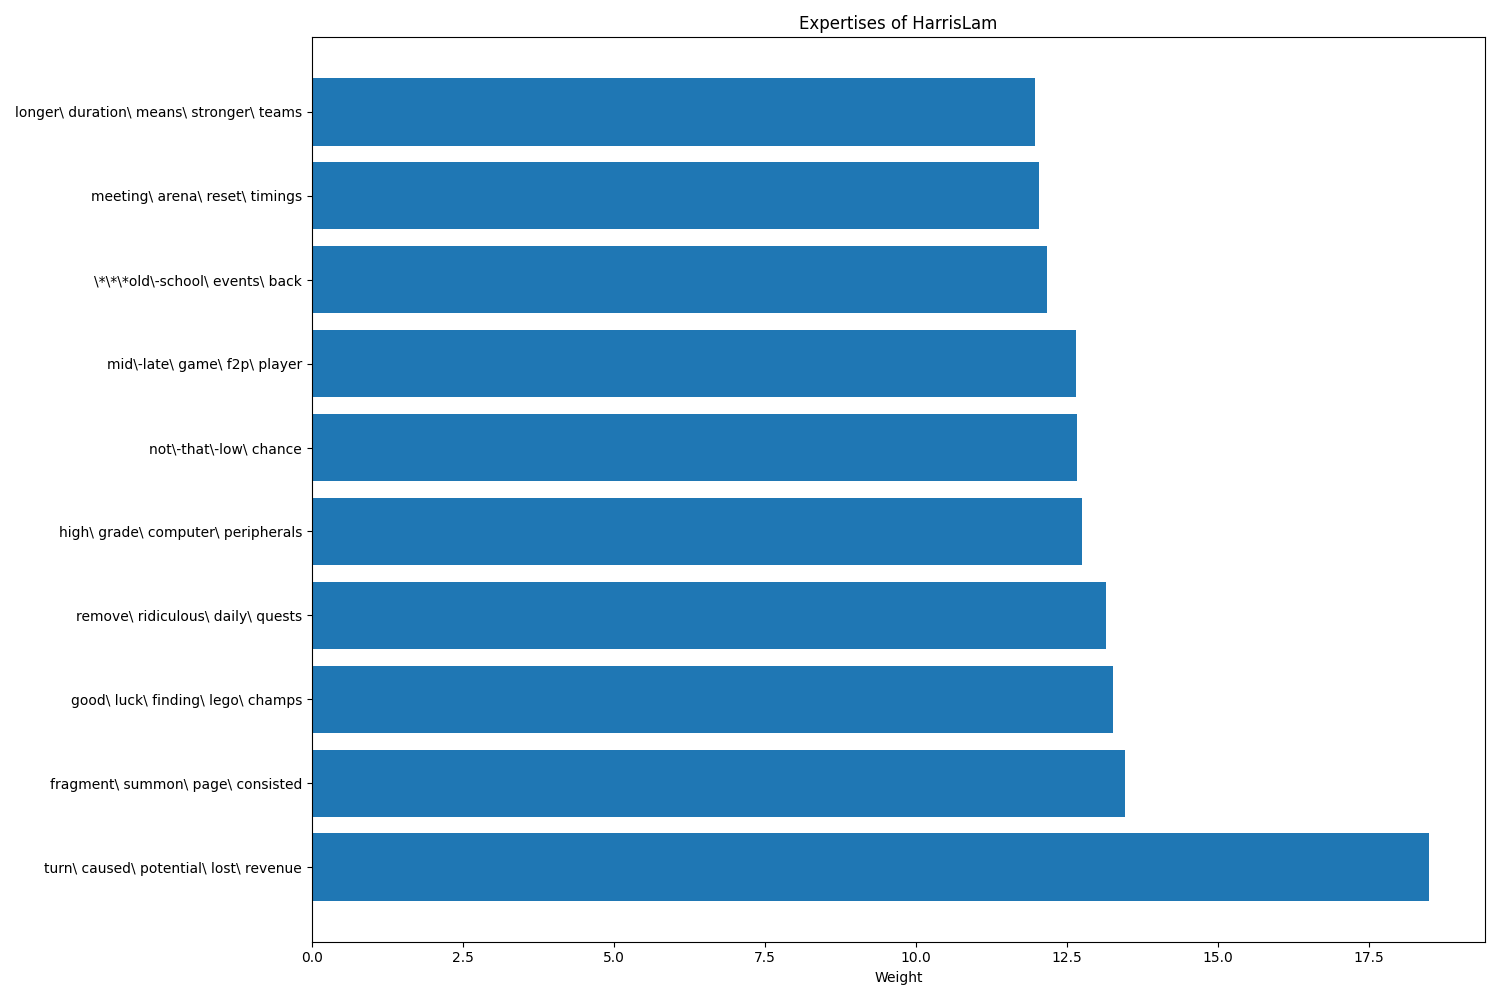 Expertises of HarrisLam
longer\ duration\ means\ stronger\ teams
meeting\ arena\ reset\ timings
\*\*\*old\-school\ events\ back
mid\-late\ game\ f2p\ player
not\-that\-low\ chance
high\ grade\ computer\ peripherals
remove\ ridiculous\ daily\ quests
good\ luck\ finding\ lego\ champs
fragment\ summon\ page\ consisted
turn\ caused\ potential\ lost\ revenue
0.0 2.5 5.0 7.5 10.0 12.5 15.0 17.5
Weight